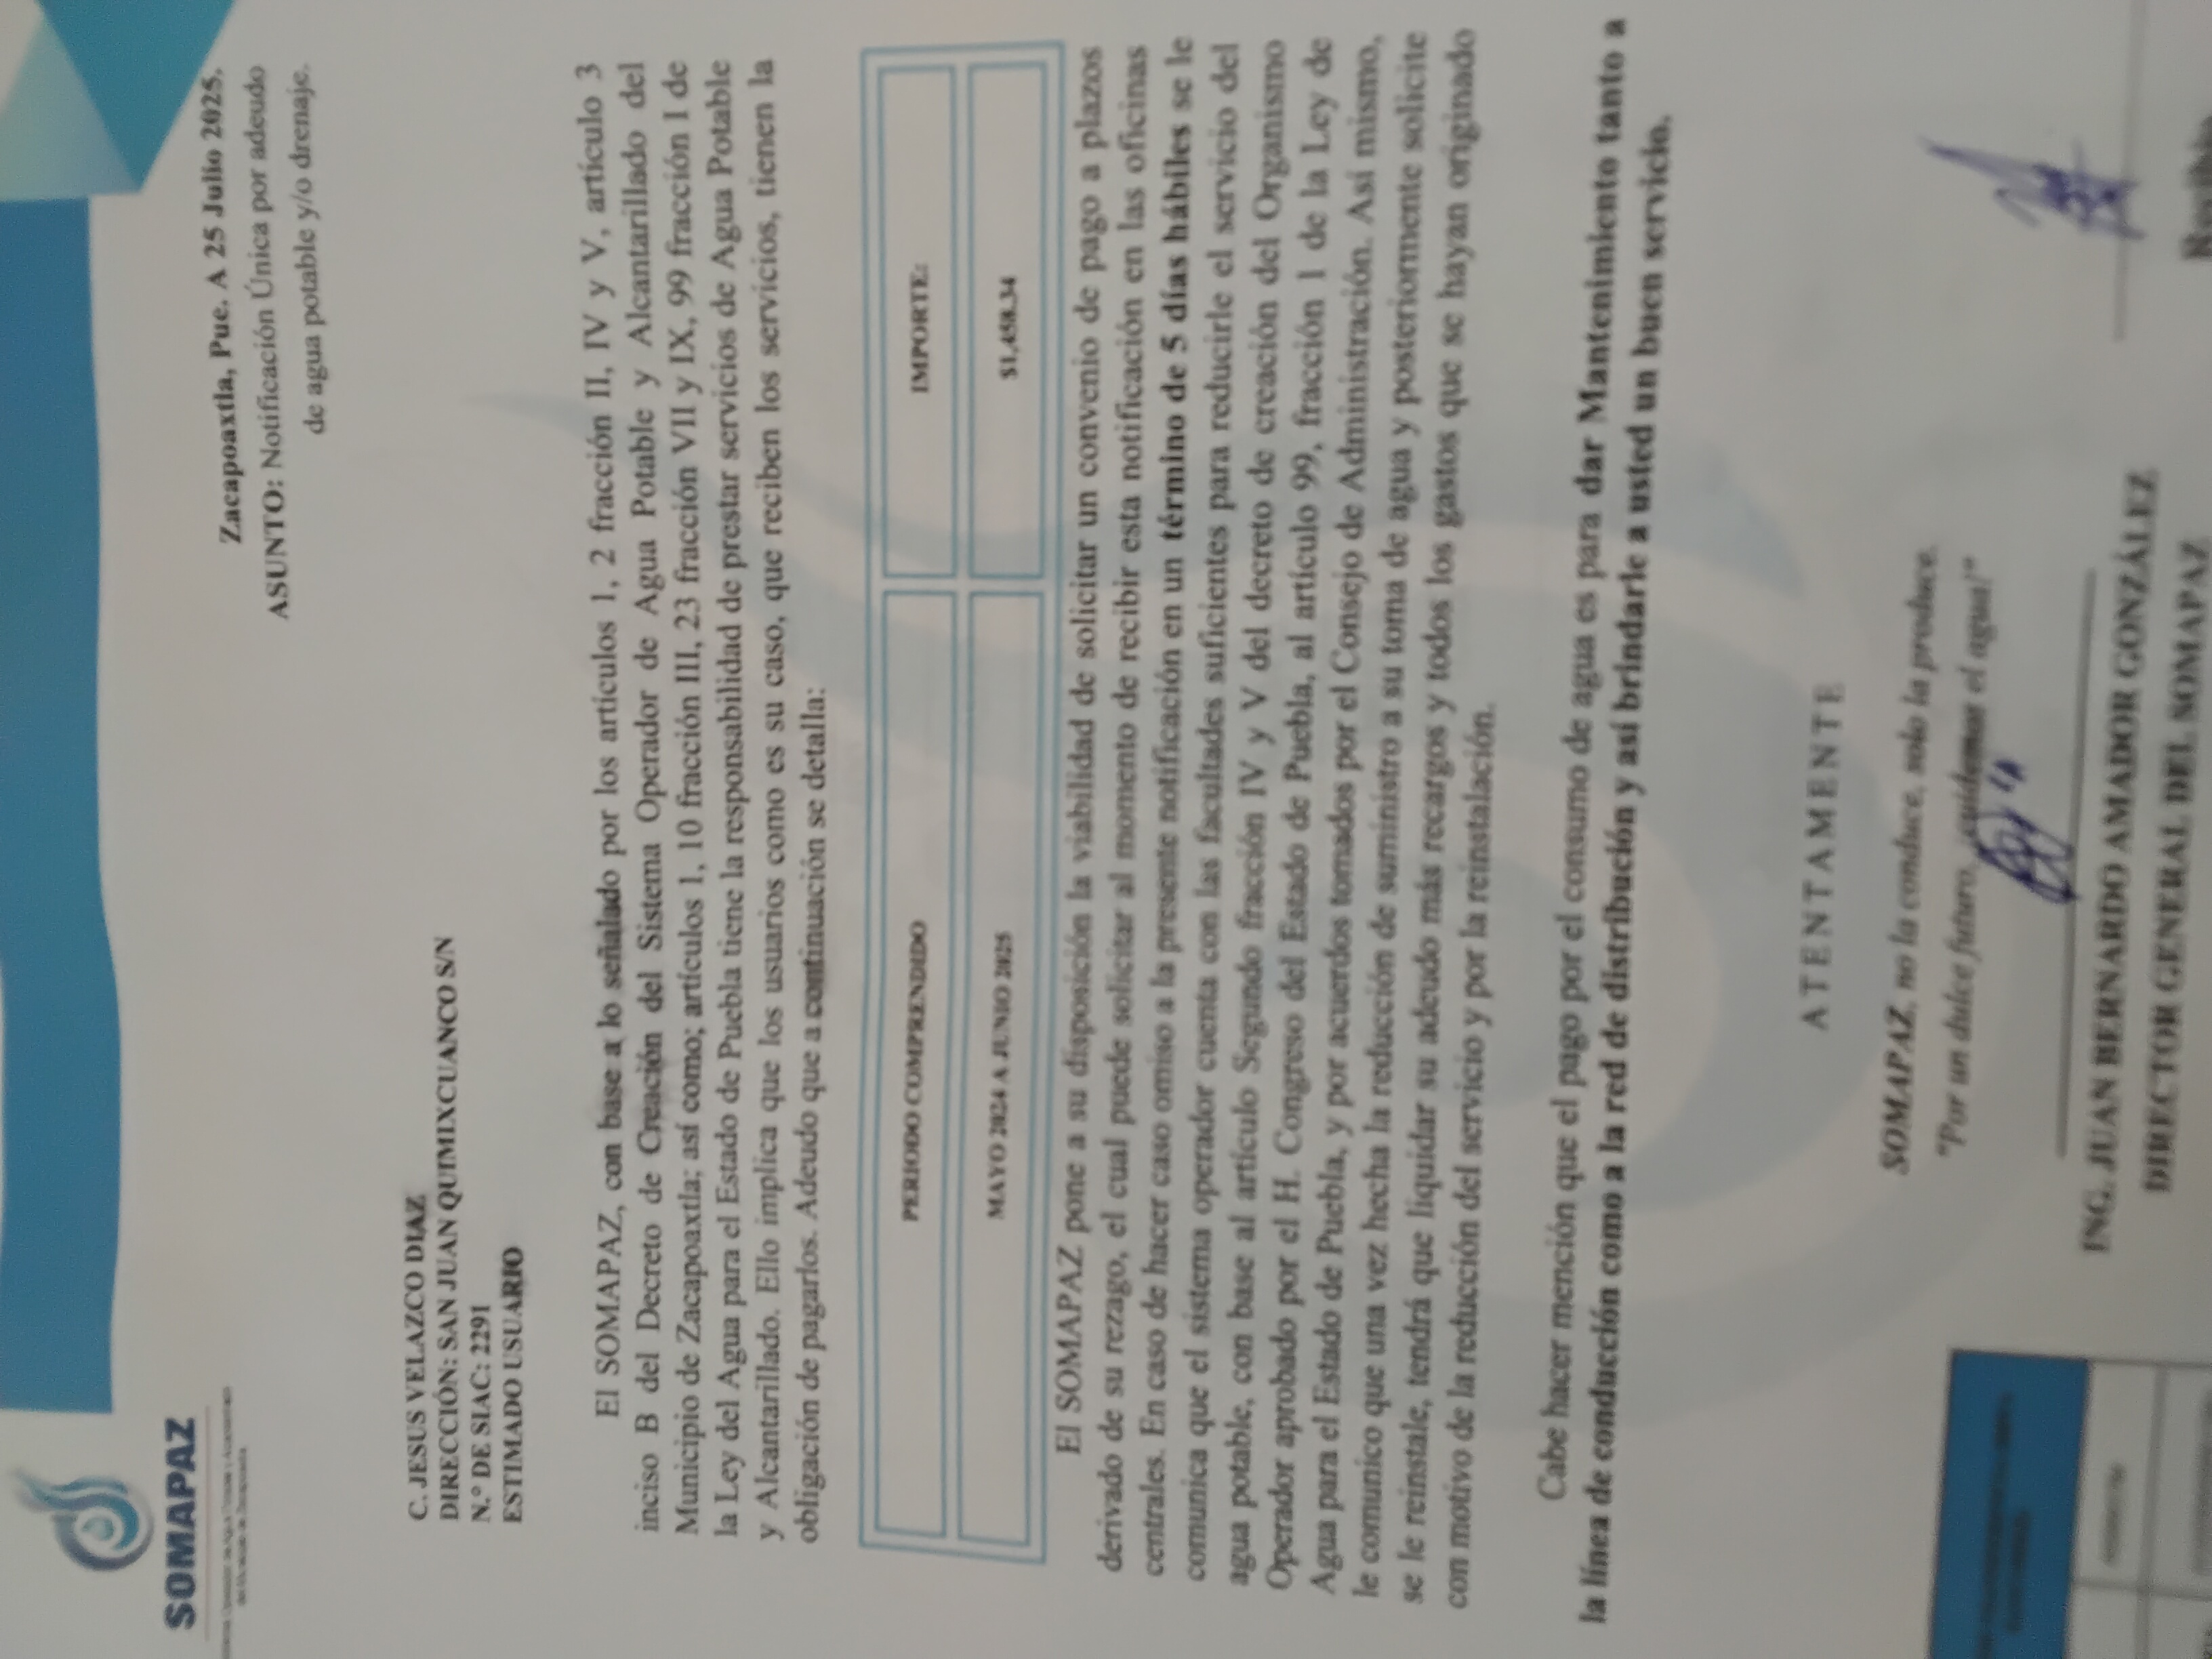 SOMAPAZ
Sistema Operador de Agua Potable y Alcantarillado
del Municipio de Zacapoaxtla
Zacapoaxtla, Pue. A 25 Julio 2025.
ASUNTO: Notificación Única por adeudo
de agua potable y/o drenaje.
C. JESUS VELAZCO DIAZ
DIRECCIÓN: SAN JUAN QUIMIXCUANCO S/N
N.° DE SIAC: 2291
ESTIMADO USUARIO
El SOMAPAZ, con base a lo señalado por los artículos 1, 2 fracción II, IV y V, artículo 3
inciso B del Decreto de Creación del Sistema Operador de Agua Potable y Alcantarillado del
Municipio de Zacapoaxtla; así como; artículos 1, 10 fracción III, 23 fracción VII y IX, 99 fracción I de
la Ley del Agua para el Estado de Puebla tiene la responsabilidad de prestar servicios de Agua Potable
y Alcantarillado. Ello implica que los usuarios como es su caso, que reciben los servicios, tienen la
obligación de pagarlos. Adeudo que a continuación se detalla:
PERIODO COMPRENDIDO
IMPORTE:
MAYO 2024 A JUNIO 2025
$1,458.34
El SOMAPAZ pone a su disposición la viabilidad de solicitar un convenio de pago a plazos
derivado de su rezago, el cual puede solicitar al momento de recibir esta notificación en las oficinas
centrales. En caso de hacer caso omiso a la presente notificación en un término de 5 días hábiles se le
comunica que el sistema operador cuenta con las facultades suficientes para reducirle el servicio del
agua potable, con base al artículo Segundo fracción IV y V del decreto de creación del Organismo
Operador aprobado por el H. Congreso del Estado de Puebla, al artículo 99, fracción I de la Ley de
Agua para el Estado de Puebla, y por acuerdos tomados por el Consejo de Administración. Así mismo,
le comunico que una vez hecha la reducción de suministro a su toma de agua y posteriormente solicite
se le reinstale, tendrá que liquidar su adeudo más recargos y todos los gastos que se hayan originado
con motivo de la reducción del servicio y por la reinstalación.
Cabe hacer mención que el pago por el consumo de agua es para dar Mantenimiento tanto a
la línea de conducción como a la red de distribución y así brindarle a usted un buen servicio.
ATENTAMENTE
SOMAPAZ, no la conduce, solo la produce.
"Por un dulce futuro, ¡cuidemos el agua!"
ING. JUAN BERNARDO AMADOR GONZÁLEZ
DIRECTOR GENERAL DEL SOMAPAZ